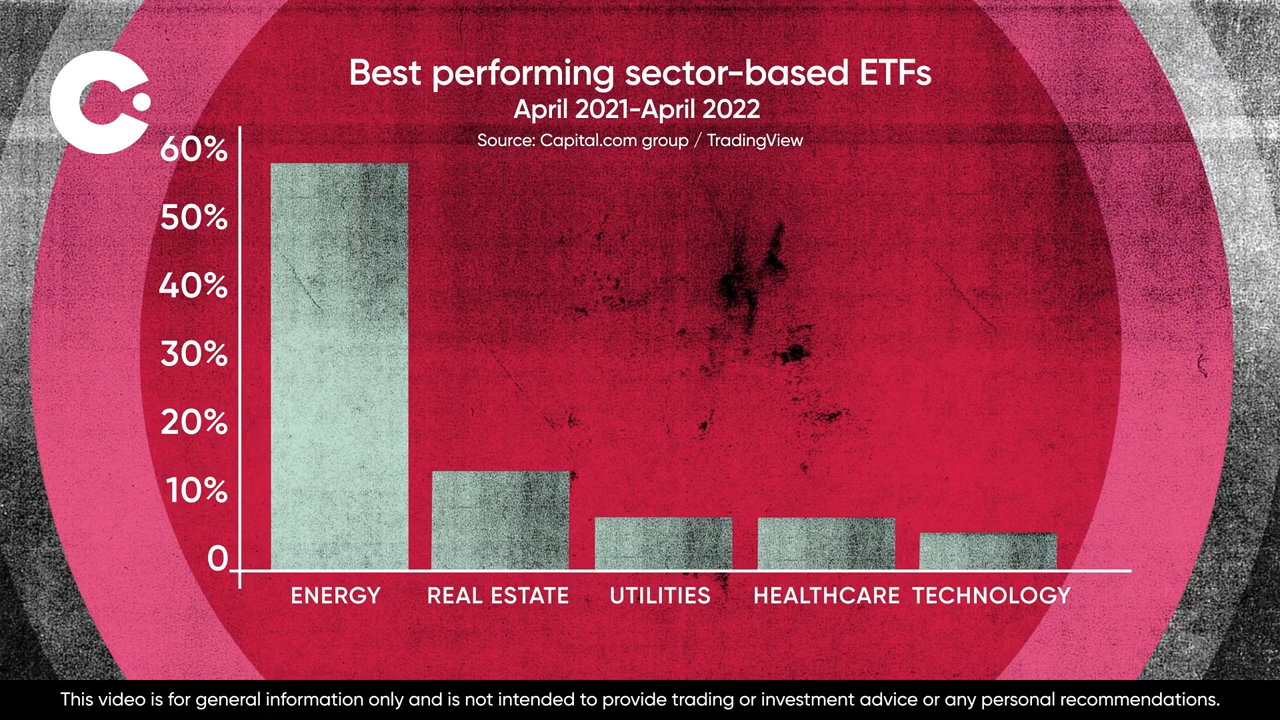 Best performing sector-based ETFs
April 2021-April 2022
Source: Capital.com group / TradingView
60%
50%
40%
30%
20%
10%
0
ENERGY REAL ESTATE UTILITIES HEALTHCARE TECHNOLOGY
This video is for general information only and is not intended to provide trading or investment advice or any personal recommendations.